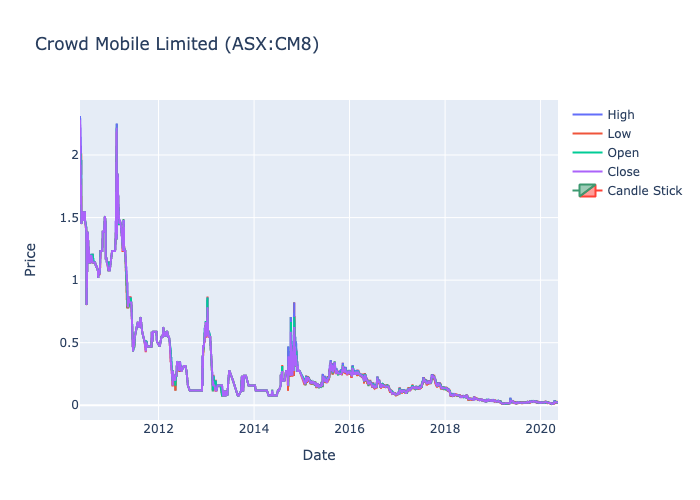 Crowd Mobile Limited (ASX:CM8)
High
Low
Open
Close
Candle Stick
Price
2
1.5
1
0.5
0
2012 2014 2016 2018 2020
Date